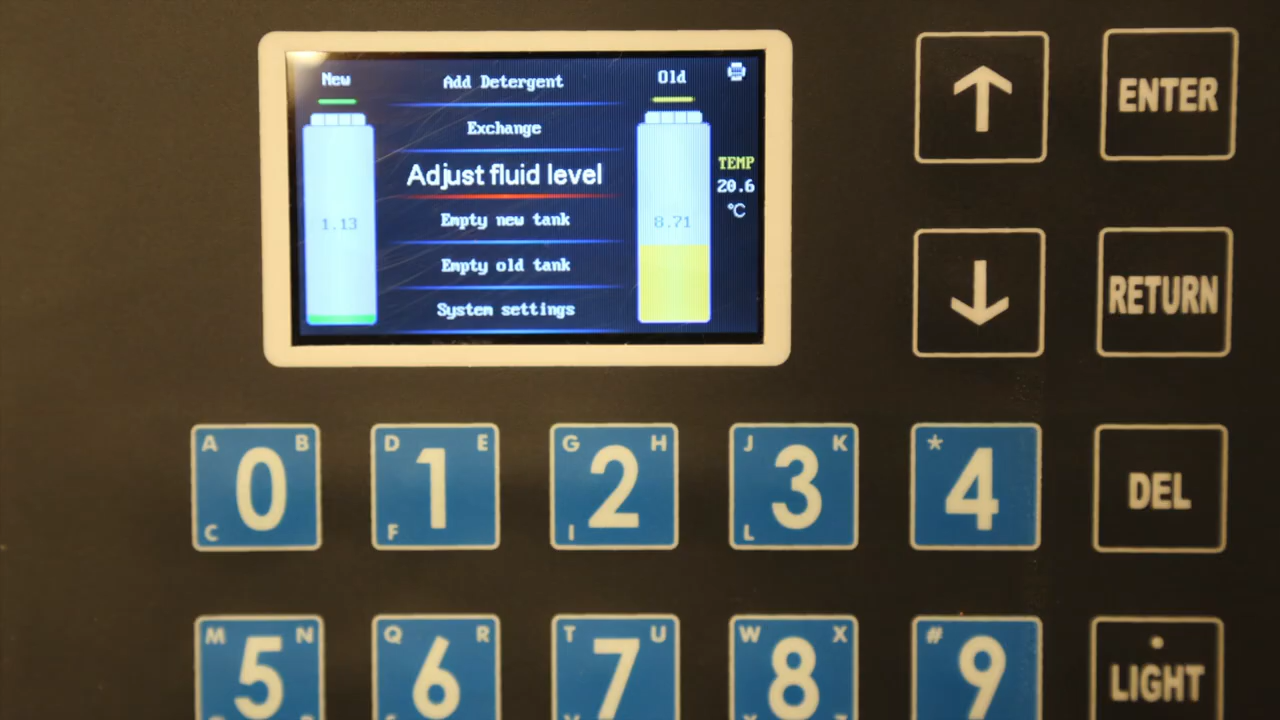 New
Add Detergent
Old
Exchange
Adjust fluid level
TEMP
20.6
°C
1.13
Empty new tank
8.71
Empty old tank
System settings
ENTER
RETURN
A B
0
C
D E
1
F
G H
2
I
J K
3
L
*
4
DEL
M N
5
Q R
6
T U
7
W X
8
#
9
LIGHT